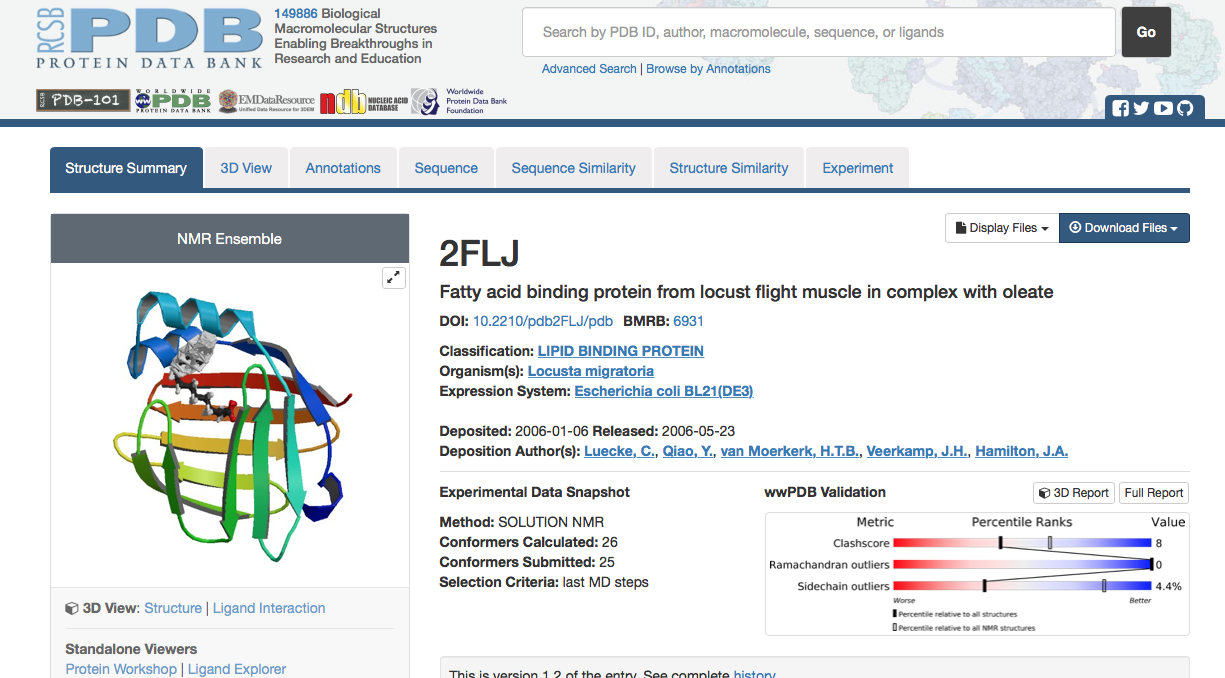 RCSB PDB
PROTEIN DATA BANK
149886 Biological
Macromolecular Structures
Enabling Breakthroughs in
Research and Education
Search by PDB ID, author, macromolecule, sequence, or ligands
Go
Advanced Search | Browse by Annotations
RCSB PDB-101
WORLDWIDE
PDB
PROTEIN DATA BANK
EMDataResource
Unified Data Resource for 3DEM
ndb NUCLEIC ACID
DATABASE
Worldwide
Protein Data Bank
Foundation
Structure Summary
3D View
Annotations
Sequence
Sequence Similarity
Structure Similarity
Experiment
NMR Ensemble
Display Files
Download Files
2FLJ
Fatty acid binding protein from locust flight muscle in complex with oleate
DOI: 10.2210/pdb2FLJ/pdb BMRB: 6931
Classification: LIPID BINDING PROTEIN
Organism(s): Locusta migratoria
Expression System: Escherichia coli BL21(DE3)
Deposited: 2006-01-06 Released: 2006-05-23
Deposition Author(s): Luecke, C., Qiao, Y., van Moerkerk, H.T.B., Veerkamp, J.H., Hamilton, J.A.
Experimental Data Snapshot
Method: SOLUTION NMR
Conformers Calculated: 26
Conformers Submitted: 25
Selection Criteria: last MD steps
wwPDB Validation
3D Report
Full Report
Metric Percentile Ranks Value
Clashscore 8
Ramachandran outliers 0
Sidechain outliers 4.4%
Worse Better
Percentile relative to all structures
Percentile relative to all NMR structures
3D View: Structure | Ligand Interaction
Standalone Viewers
Protein Workshop | Ligand Explorer
This is version 1.2 of the entry. See complete history.